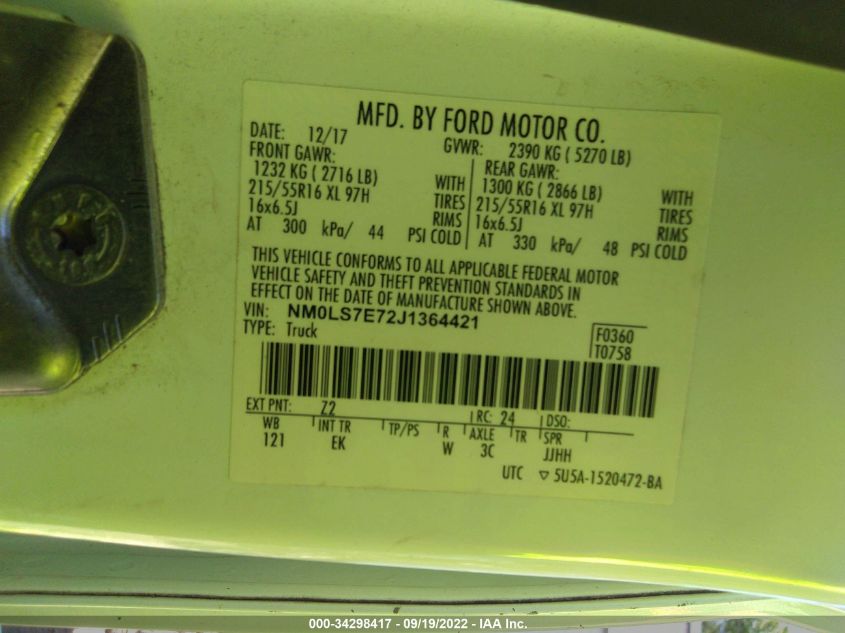 MFD. BY FORD MOTOR CO.
DATE: 12/17 GVWR: 2390 KG ( 5270 LB)
FRONT GAWR: REAR GAWR:
1232 KG ( 2716 LB) WITH 1300 KG ( 2866 LB) WITH
215/55R16 XL 97H TIRES 215/55R16 XL 97H TIRES
16x6.5J RIMS 16x6.5J RIMS
AT 300 kPa/ 44 PSI COLD AT 330 kPa/ 48 PSI COLD
THIS VEHICLE CONFORMS TO ALL APPLICABLE FEDERAL MOTOR
VEHICLE SAFETY AND THEFT PREVENTION STANDARDS IN
EFFECT ON THE DATE OF MANUFACTURE SHOWN ABOVE.
VIN: NM0LS7E72J1364421
TYPE: Truck F0360
T0758
EXT PNT: Z2 RC: 24 DSO:
WB INT TR TP/PS R AXLE TR SPR
121 EK W 3C JJHH
UTC ▽ 5U5A-1520472-BA
000-34298417 - 09/19/2022 - IAA Inc.